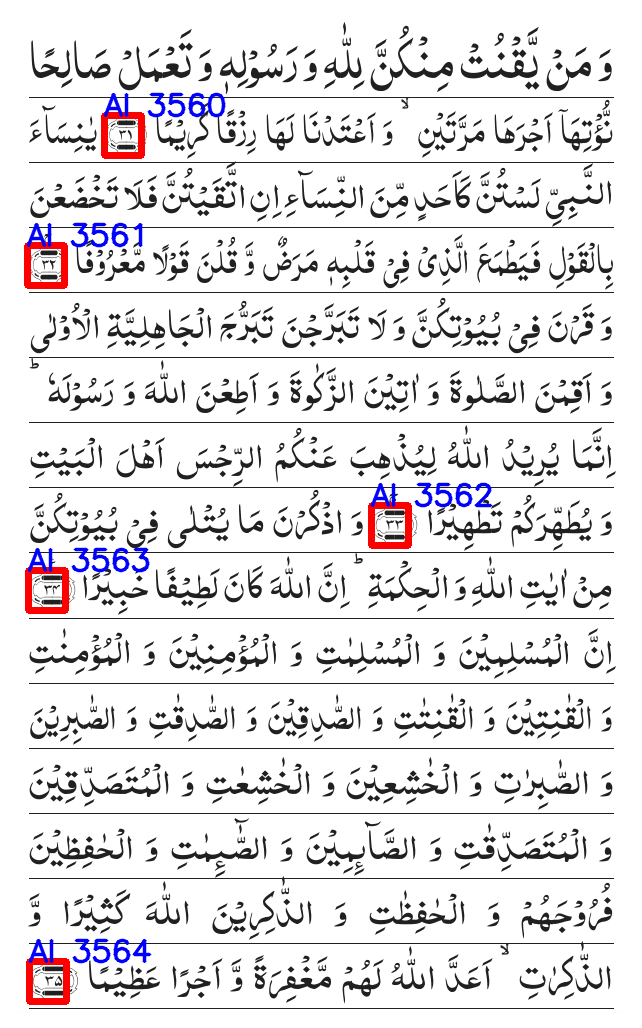 وَ مَنْ يَّقْنُتْ مِنْكُنَّ لِلّٰهِ وَ رَسُوْلِهٖ وَ تَعْمَلْ صَالِحًا
AI 3560
نُّؤْتِهَاۤ اَجْرَهَا مَرَّتَيْنِ ۙ وَ اَعْتَدْنَا لَهَا رِزْقًا كَرِيْمًا ۳۱ يٰنِسَآءَ
النَّبِيِّ لَسْتُنَّ كَاَحَدٍ مِّنَ النِّسَآءِ اِنِ اتَّقَيْتُنَّ فَلَا تَخْضَعْنَ
AI 3561
بِالْقَوْلِ فَيَطْمَعَ الَّذِيْ فِيْ قَلْبِهٖ مَرَضٌ وَّ قُلْنَ قَوْلًا مَّعْرُوْفًا ۳۲
وَ قَرْنَ فِيْ بُيُوْتِكُنَّ وَ لَا تَبَرَّجْنَ تَبَرُّجَ الْجَاهِلِيَّةِ الْاُوْلٰى
وَ اَقِمْنَ الصَّلٰوةَ وَ اٰتِيْنَ الزَّكٰوةَ وَ اَطِعْنَ اللّٰهَ وَ رَسُوْلَهٗ ؕ
اِنَّمَا يُرِيْدُ اللّٰهُ لِيُذْهِبَ عَنْكُمُ الرِّجْسَ اَهْلَ الْبَيْتِ
AI 3562
وَ يُطَهِّرَكُمْ تَطْهِيْرًا ۳۳ وَ اذْكُرْنَ مَا يُتْلٰى فِيْ بُيُوْتِكُنَّ
AI 3563
مِنْ اٰيٰتِ اللّٰهِ وَ الْحِكْمَةِ ؕ اِنَّ اللّٰهَ كَانَ لَطِيْفًا خَبِيْرًا ۳۴
اِنَّ الْمُسْلِمِيْنَ وَ الْمُسْلِمٰتِ وَ الْمُؤْمِنِيْنَ وَ الْمُؤْمِنٰتِ
وَ الْقٰنِتِيْنَ وَ الْقٰنِتٰتِ وَ الصّٰدِقِيْنَ وَ الصّٰدِقٰتِ وَ الصّٰبِرِيْنَ
وَ الصّٰبِرٰتِ وَ الْخٰشِعِيْنَ وَ الْخٰشِعٰتِ وَ الْمُتَصَدِّقِيْنَ
وَ الْمُتَصَدِّقٰتِ وَ الصَّآىِٕمِيْنَ وَ الصّٰٓىِٕمٰتِ وَ الْحٰفِظِيْنَ
فُرُوْجَهُمْ وَ الْحٰفِظٰتِ وَ الذّٰكِرِيْنَ اللّٰهَ كَثِيْرًا وَّ
AI 3564
الذّٰكِرٰتِ ۙ اَعَدَّ اللّٰهُ لَهُمْ مَّغْفِرَةً وَّ اَجْرًا عَظِيْمًا ۳۵